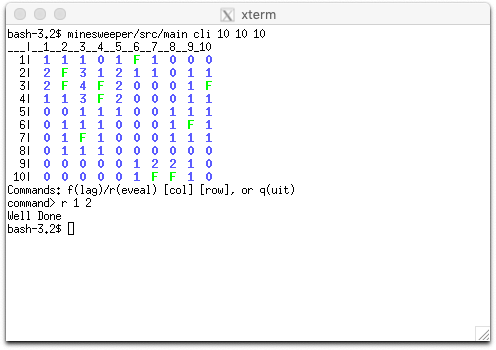 xterm
bash-3.2$ minesweeper/src/main cli 10 10 10
___|__1__2__3__4__5__6__7__8__9_10
  1|  1  1  1  0  1  F  1  0  0  0
  2|  2  F  3  1  2  1  1  0  1  1
  3|  2  F  4  F  2  0  0  0  1  F
  4|  1  1  3  F  2  0  0  0  1  1
  5|  0  0  1  1  1  0  0  1  1  1
  6|  0  1  1  1  0  0  0  1  F  1
  7|  0  1  F  1  0  0  0  1  1  1
  8|  0  1  1  1  0  0  0  0  0  0
  9|  0  0  0  0  0  1  2  2  1  0
 10|  0  0  0  0  0  1  F  F  1  0
Commands: f(lag)/r(eveal) [col] [row], or q(uit)
command> r 1 2
Well Done
bash-3.2$